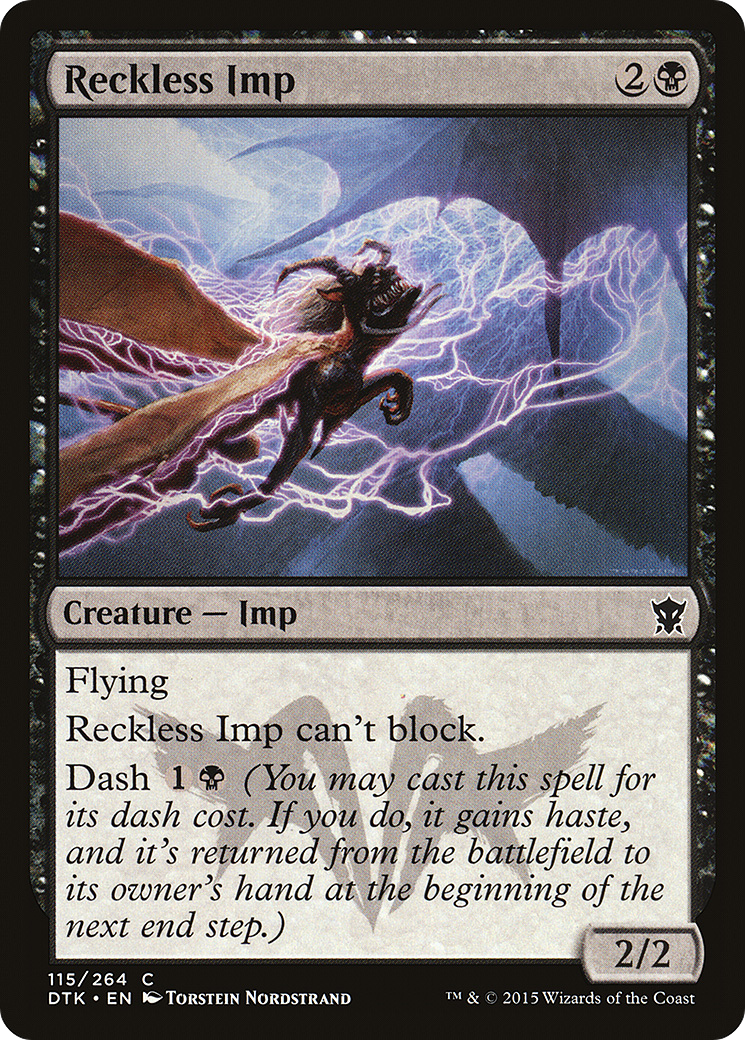 Reckless Imp 2
Creature — Imp
Flying
Reckless Imp can't block.
Dash 1 (You may cast this spell for
its dash cost. If you do, it gains haste,
and it's returned from the battlefield to
its owner's hand at the beginning of the
next end step.)
2/2
115/264 C
DTK • EN Torstein Nordstrand
™ & © 2015 Wizards of the Coast